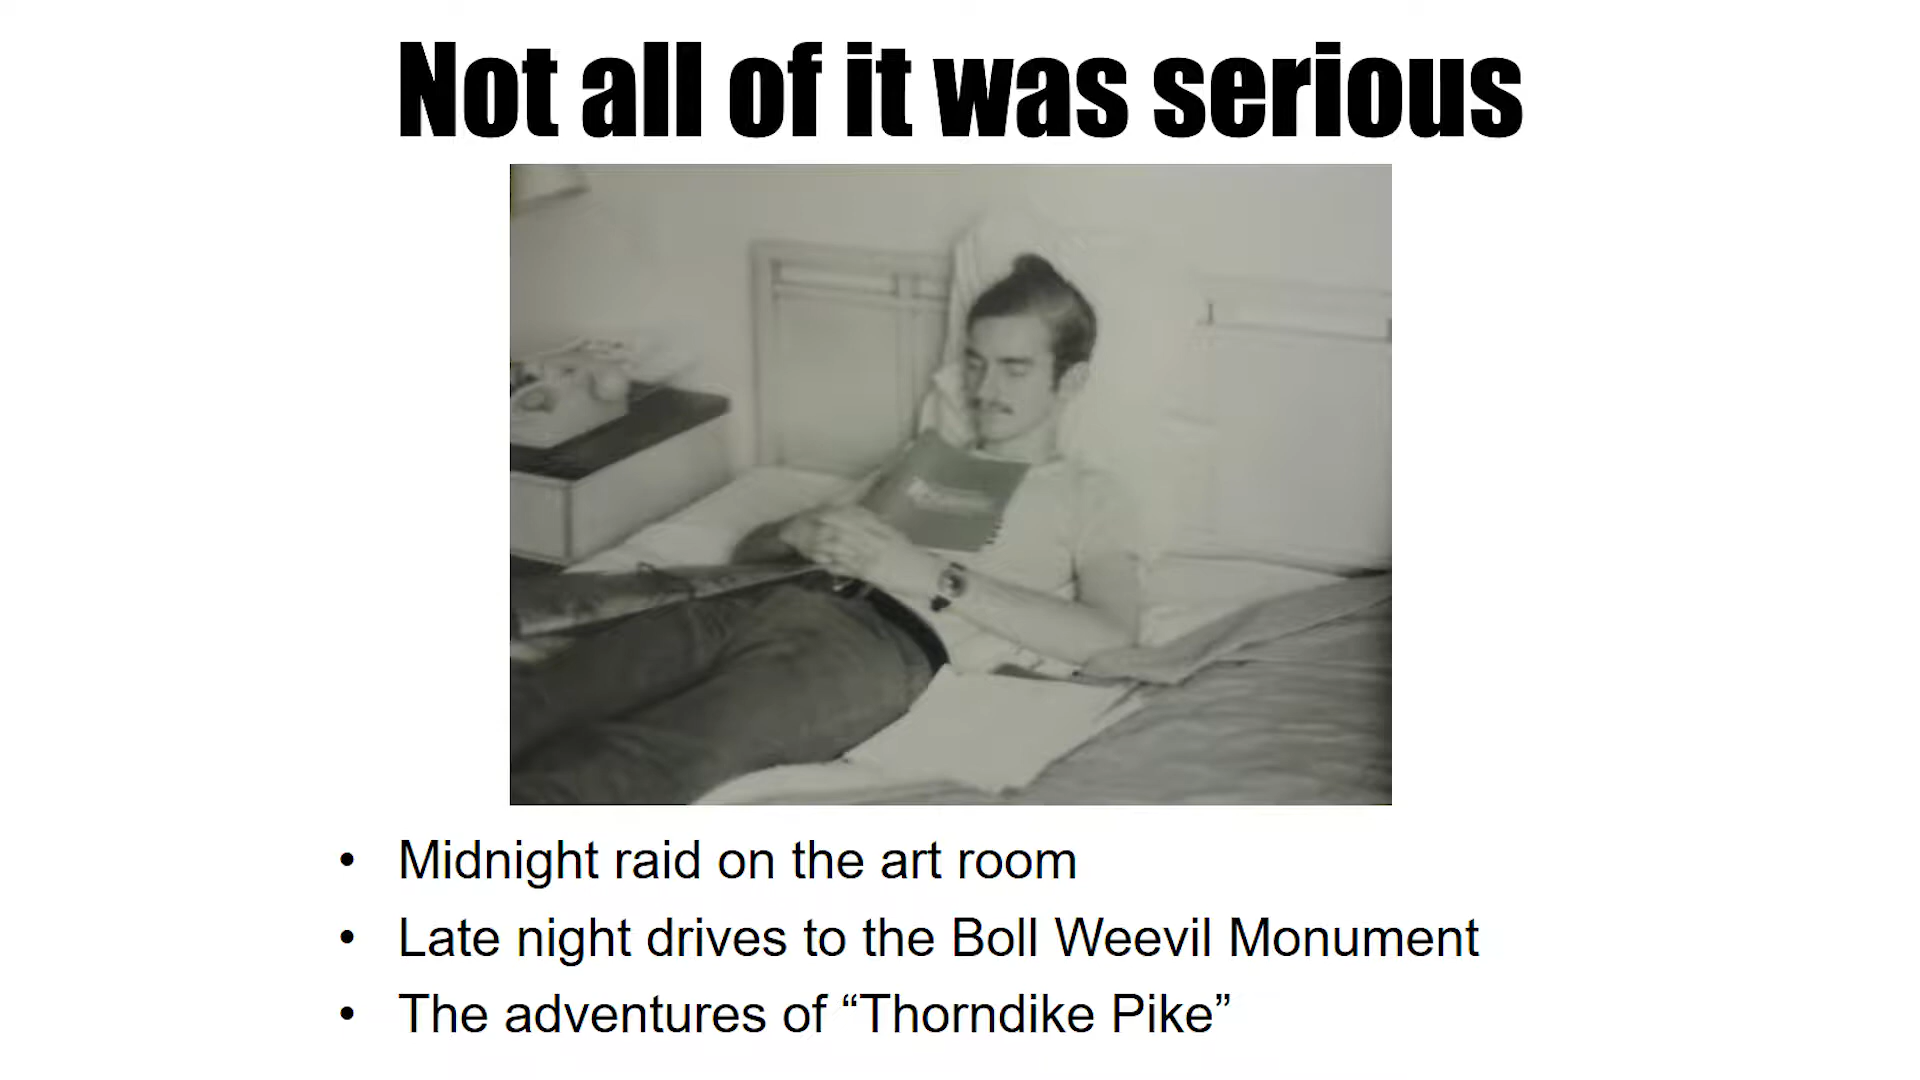 Not all of it was serious
• Midnight raid on the art room
• Late night drives to the Boll Weevil Monument
• The adventures of “Thorndike Pike”